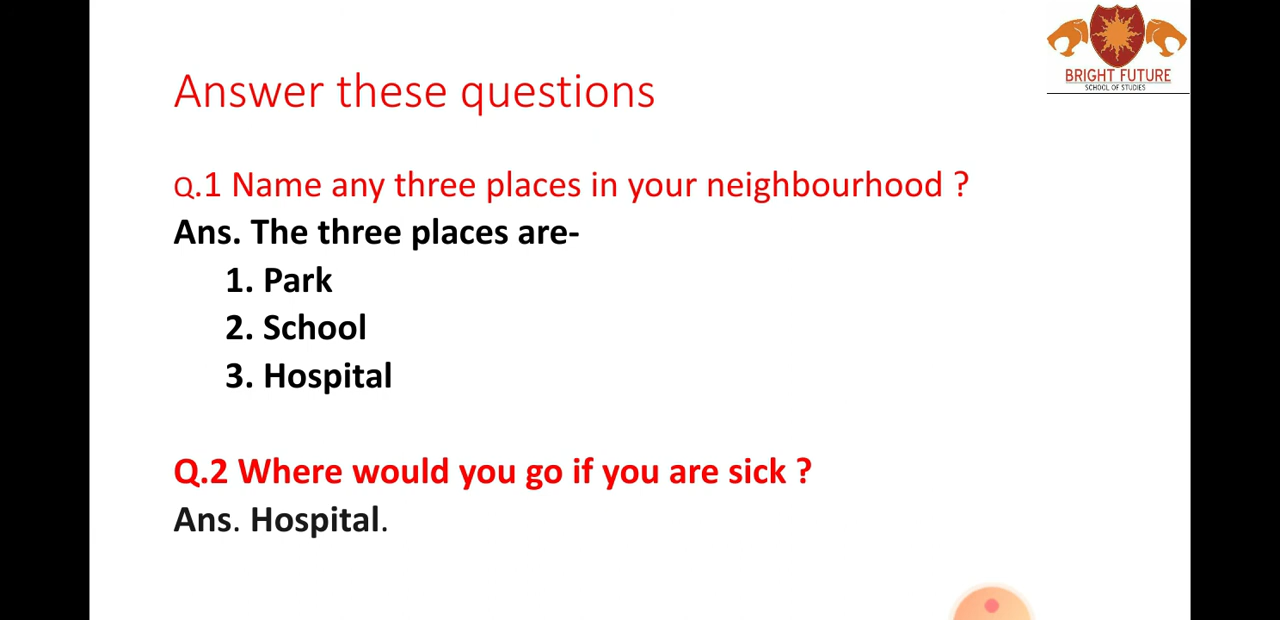 BRIGHT FUTURE
SCHOOL OF STUDIES
Answer these questions
Q.1 Name any three places in your neighbourhood ?
Ans. The three places are-
1. Park
2. School
3. Hospital
Q.2 Where would you go if you are sick ?
Ans. Hospital.